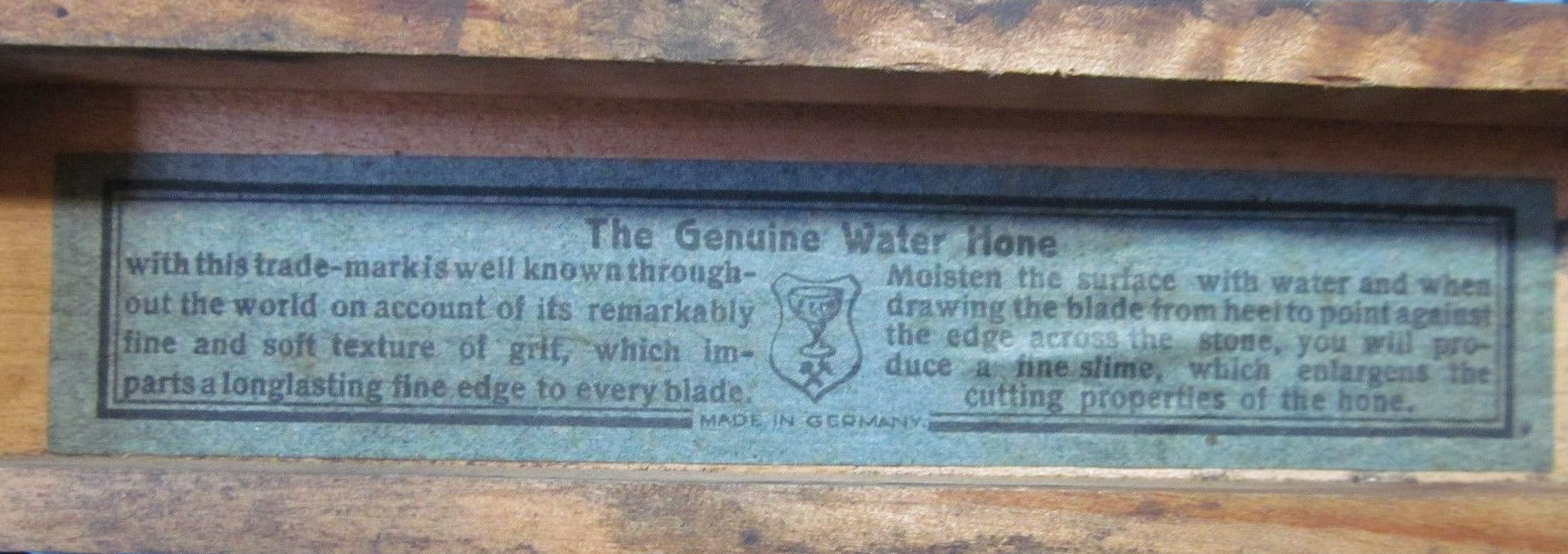 The Genuine Water Hone
with this trade-mark is well known through-
out the world on account of its remarkably
fine and soft texture of grit, which im-
parts a longlasting fine edge to every blade.
Moisten the surface with water and when
drawing the blade from heel to point against
the edge across the stone, you will pro-
duce a fine slime, which enlargens the
cutting properties of the hone.
MADE IN GERMANY.